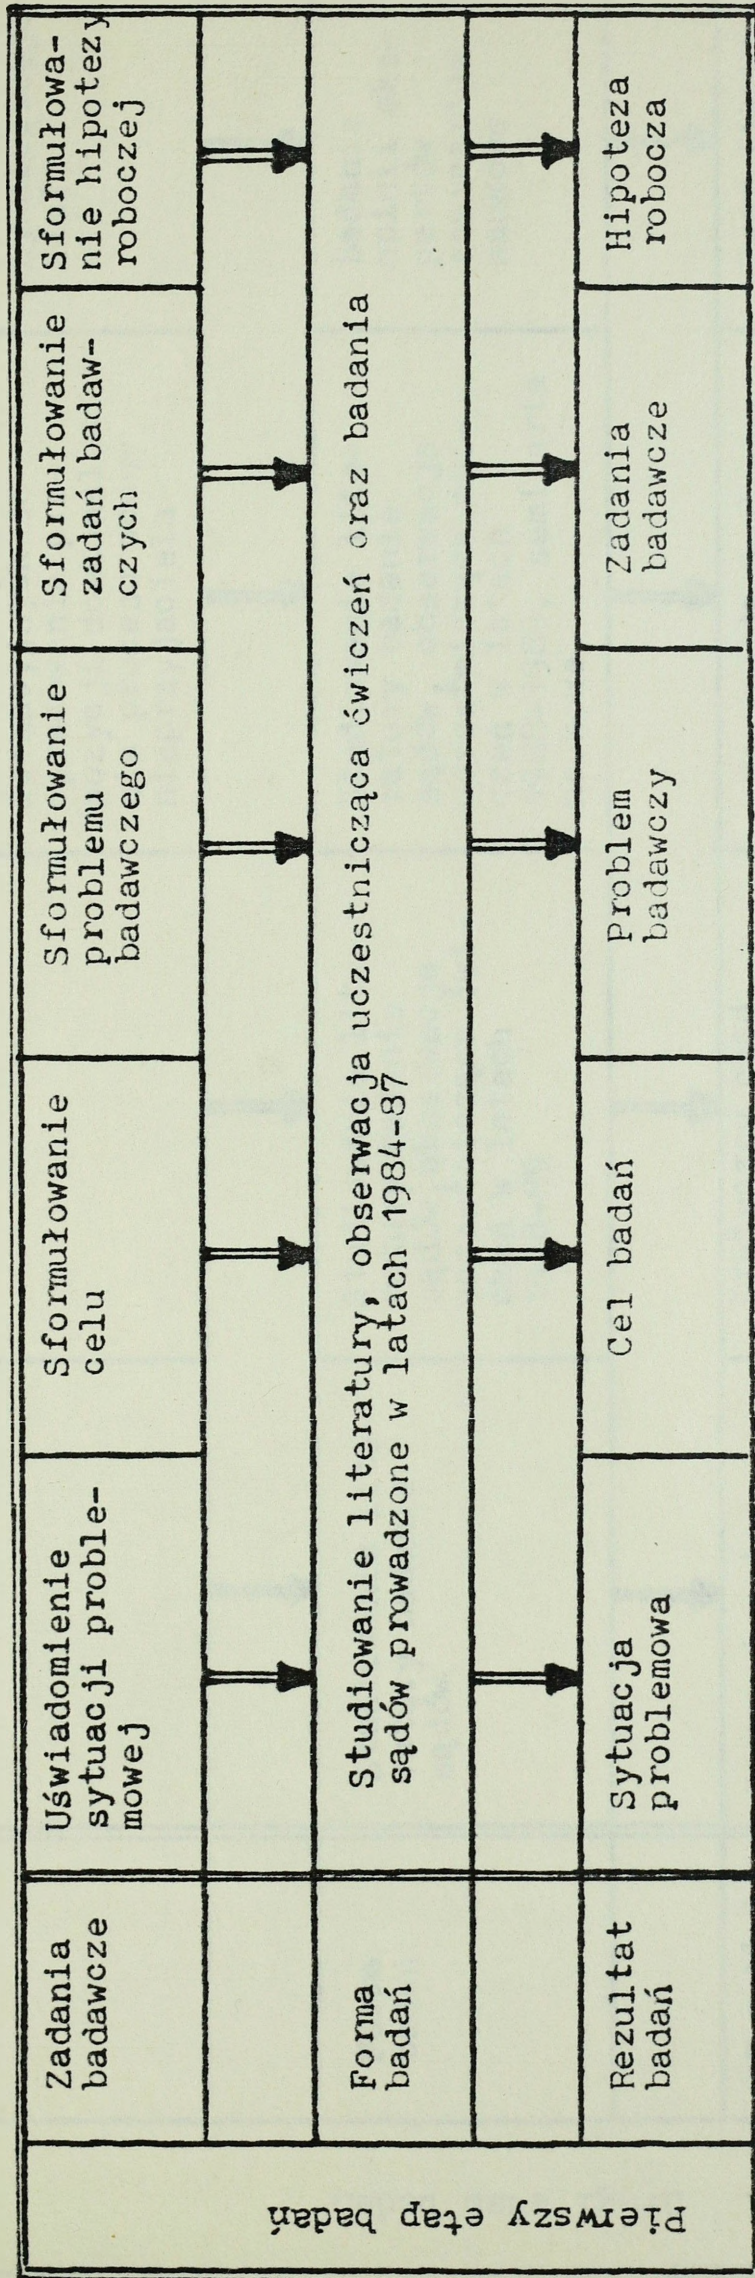 Pierwszy etap badań
Zadania
badawcze
Uświadomienie
sytuacji proble-
mowej
Sformułowanie
celu
Sformułowanie
problemu
badawczego
Sformułowanie
zadań badaw-
czych
Sformułowa-
nie hipotezy
roboczej
Forma
badań
Studiowanie literatury, obserwacja uczestnicząca ćwiczeń oraz badania
sądów prowadzone w latach 1984-87
Rezultat
badań
Sytuacja
problemowa
Cel badań
Problem
badawczy
Zadania
badawcze
Hipoteza
robocza